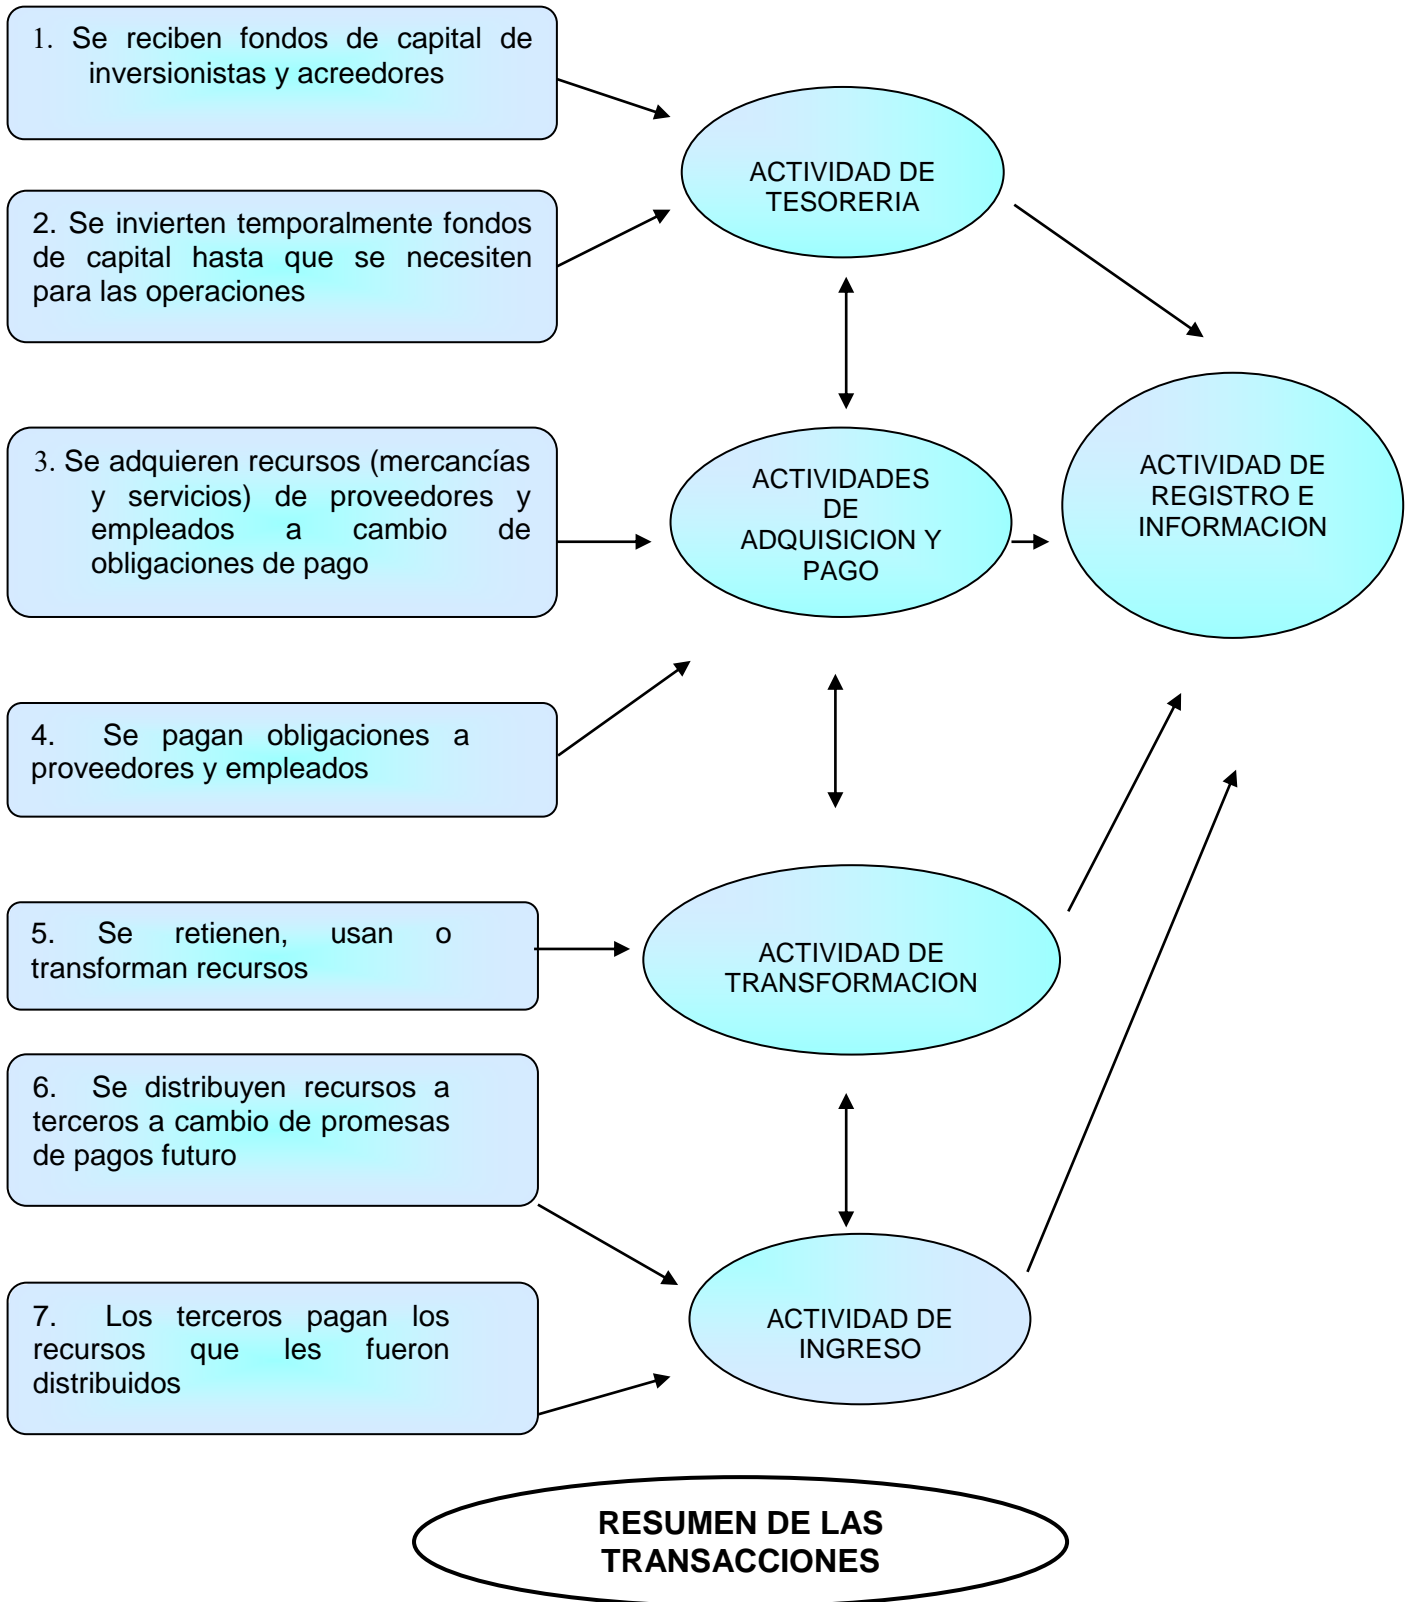 1. Se reciben fondos de capital de
inversionistas y acreedores
ACTIVIDAD DE
TESORERIA
2. Se invierten temporalmente fondos
de capital hasta que se necesiten
para las operaciones
3. Se adquieren recursos (mercancías
y servicios) de proveedores y
empleados a cambio de
obligaciones de pago
ACTIVIDADES
DE
ADQUISICION Y
PAGO
ACTIVIDAD DE
REGISTRO E
INFORMACION
4. Se pagan obligaciones a
proveedores y empleados
5. Se retienen, usan o
transforman recursos
ACTIVIDAD DE
TRANSFORMACION
6. Se distribuyen recursos a
terceros a cambio de promesas
de pagos futuro
7. Los terceros pagan los
recursos que les fueron
distribuidos
ACTIVIDAD DE
INGRESO
RESUMEN DE LAS
TRANSACCIONES